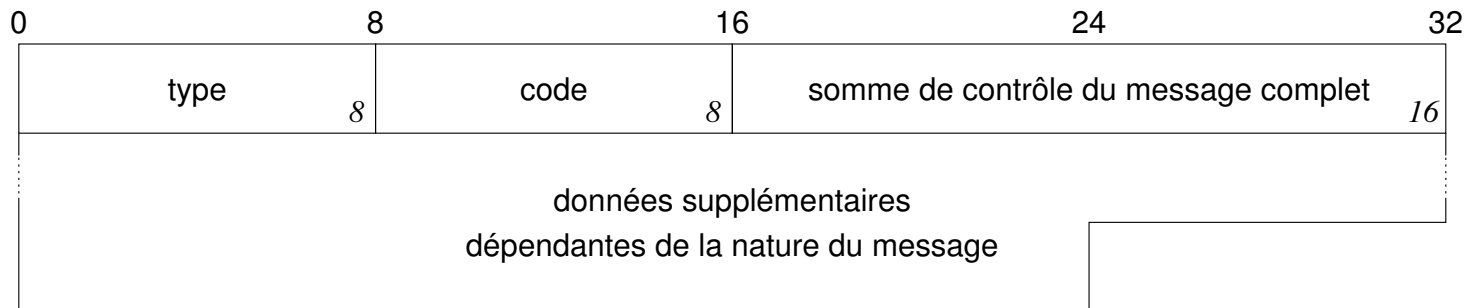 0 8 16 24 32
type 8 code 8 somme de contrôle du message complet 16
données supplémentaires
dépendantes de la nature du message